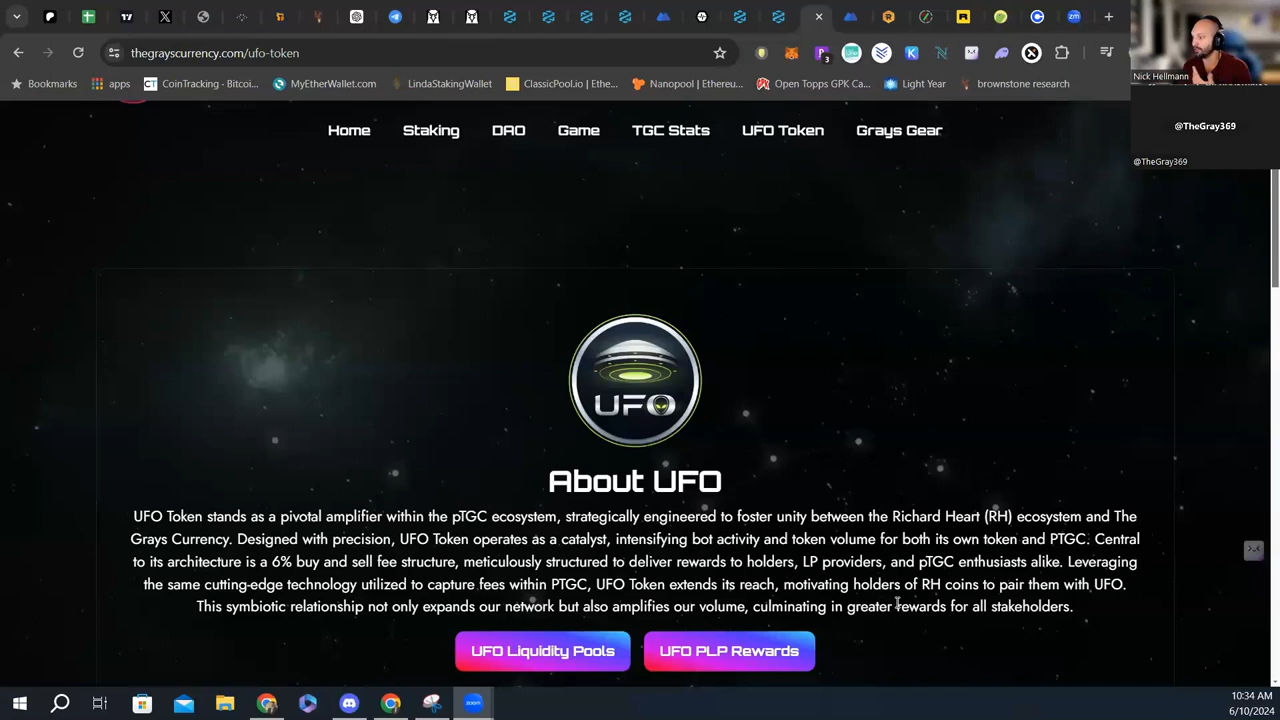 thegrayscurrency.com/ufo-token
3
Bookmarks
apps
CT CoinTracking - Bitcoi...
MyEtherWallet.com
LindaStakingWallet
ClassicPool.io | Ethe...
Nanopool | Ethereu...
Open Topps GPK Ca...
Light Year
brownstone research
Nick Hellmann
@TheGray369
@TheGray369
Home
Staking
DAO
Game
TGC Stats
UFO Token
Grays Gear
UFO
About UFO
UFO Token stands as a pivotal amplifier within the pTGC ecosystem, strategically engineered to foster unity between the Richard Heart (RH) ecosystem and The
Grays Currency. Designed with precision, UFO Token operates as a catalyst, intensifying bot activity and token volume for both its own token and PTGC. Central
to its architecture is a 6% buy and sell fee structure, meticulously structured to deliver rewards to holders, LP providers, and pTGC enthusiasts alike. Leveraging
the same cutting-edge technology utilized to capture fees within PTGC, UFO Token extends its reach, motivating holders of RH coins to pair them with UFO.
This symbiotic relationship not only expands our network but also amplifies our volume, culminating in greater rewards for all stakeholders.
UFO Liquidity Pools
UFO PLP Rewards
zoom
10:34 AM
6/10/2024